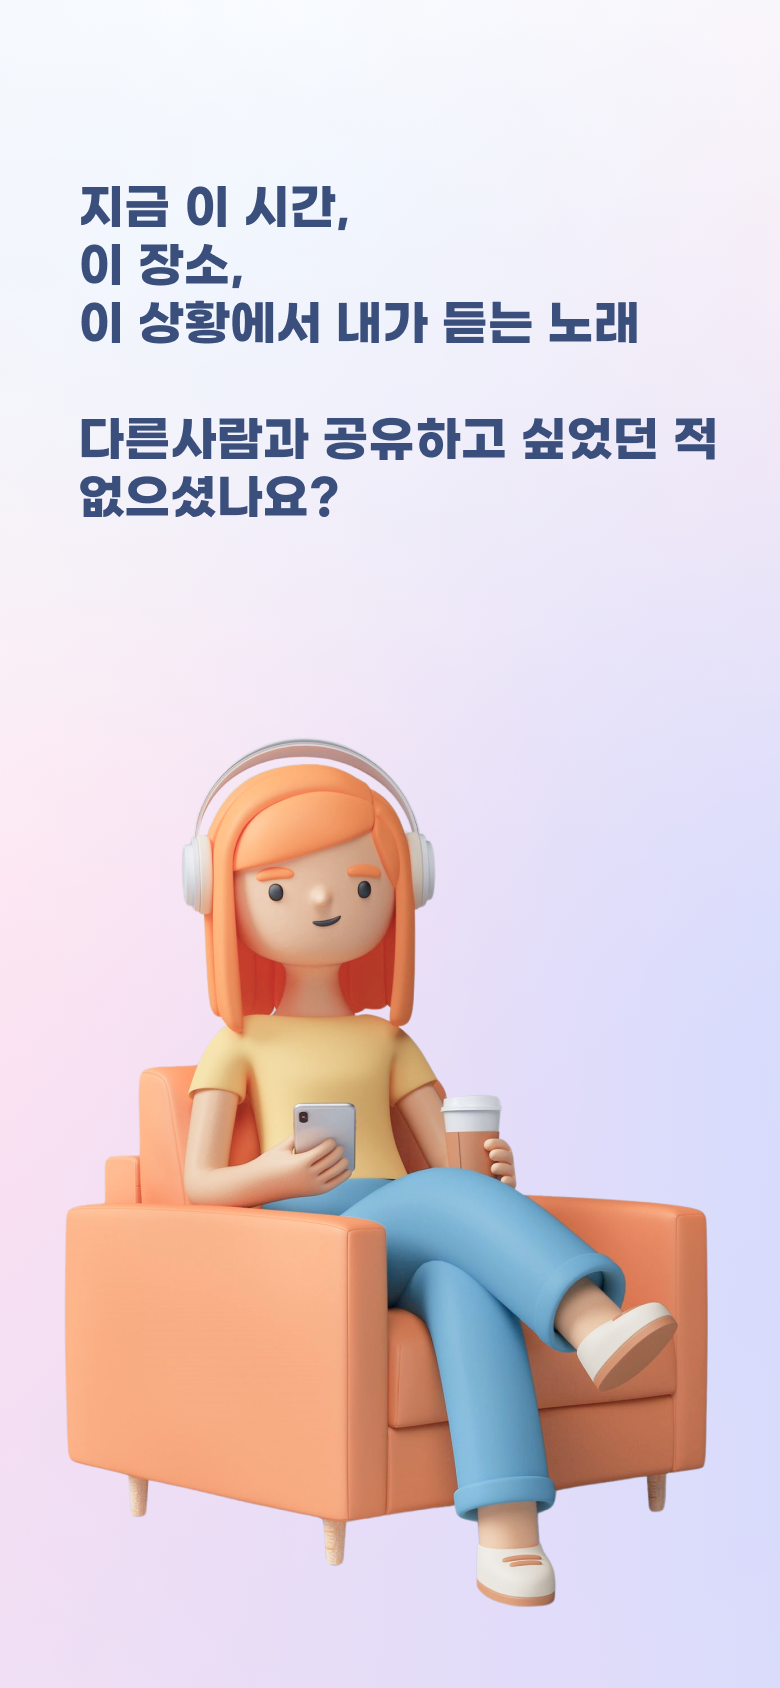 지금 이 시간,
이 장소,
이 상황에서 내가 듣는 노래
다른사람과 공유하고 싶었던 적
없으셨나요?